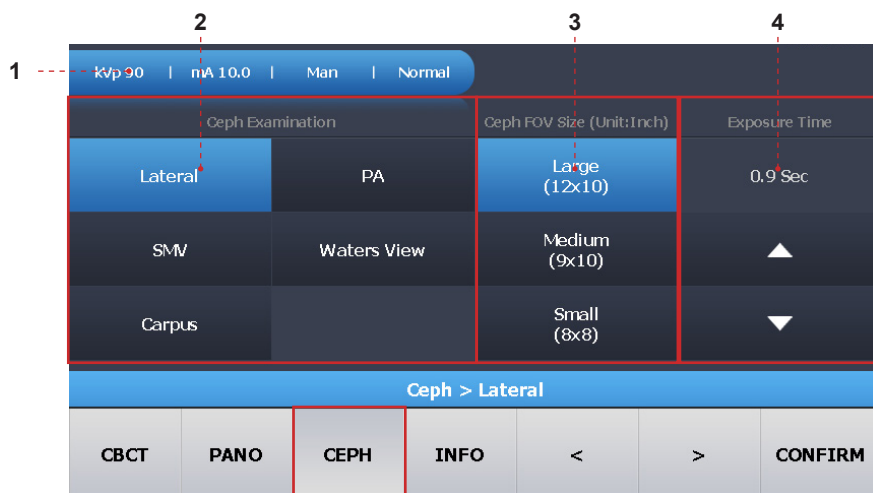 2 3 4
1
kVp 90 | mA 10.0 | Man | Normal
Ceph Examination Ceph FOV Size (Unit:Inch) Exposure Time
Lateral PA Large
(12x10) 0.9 Sec
SMV Waters View Medium
(9x10)
Carpus Small
(8x8)
Ceph > Lateral
CBCT PANO CEPH INFO < > CONFIRM